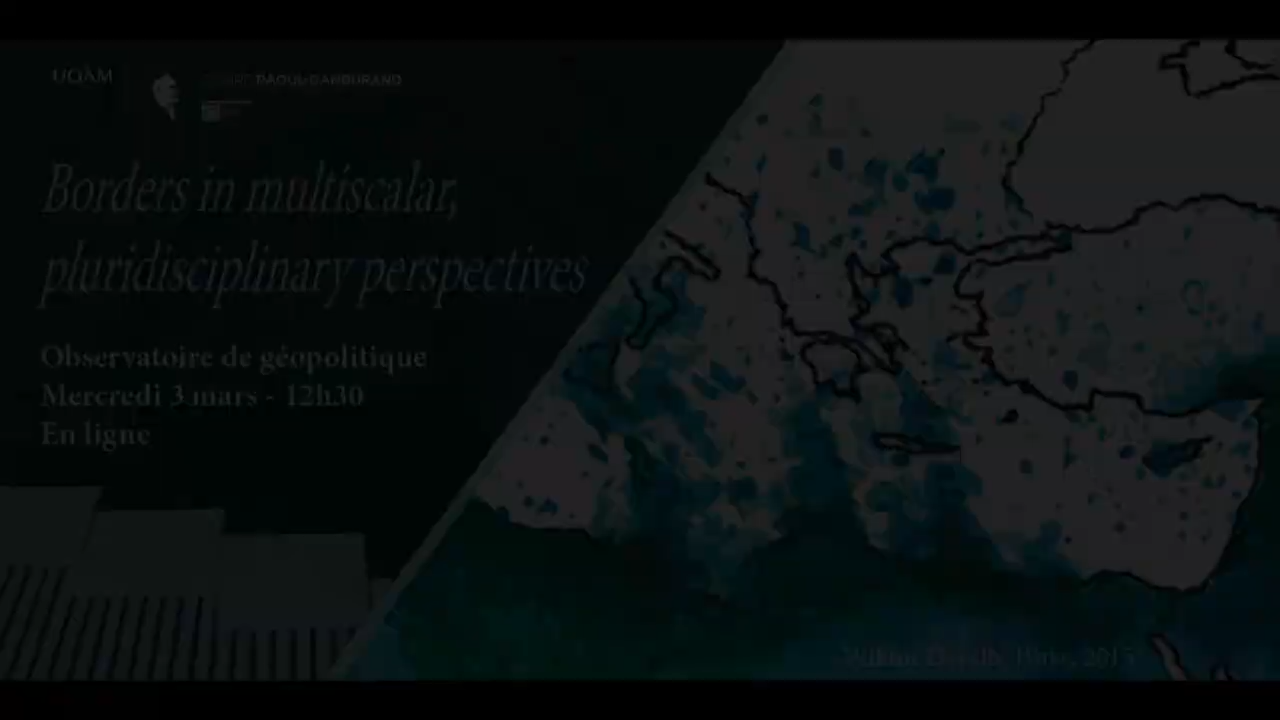 UQÀM
RAOUL-DANDURAND
Borders in multiscalar,
pluridisciplinary perspectives
Observatoire de géopolitique
Mercredi 3 mars - 12h30
En ligne